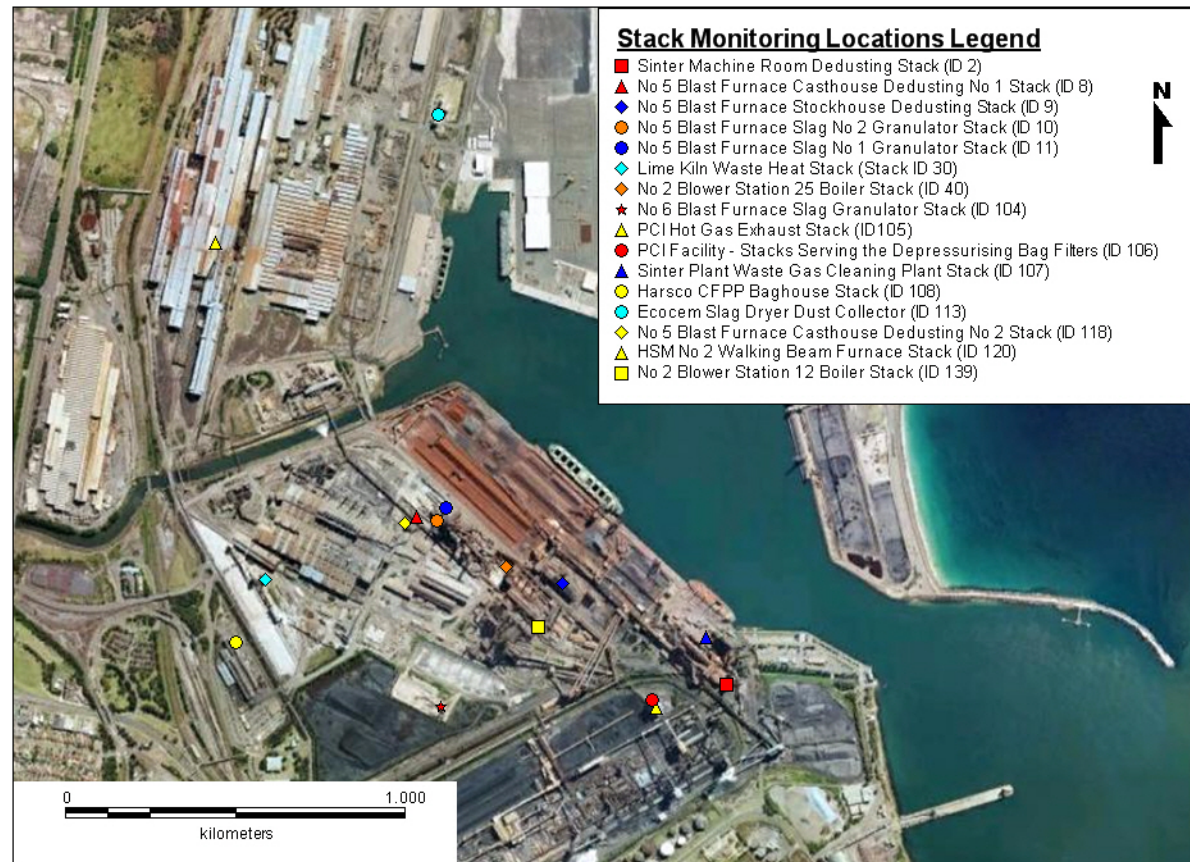 Stack Monitoring Locations Legend
Sinter Machine Room Dedusting Stack (ID 2)
No 5 Blast Furnace Casthouse Dedusting No 1 Stack (ID 8)
No 5 Blast Furnace Stockhouse Dedusting Stack (ID 9)
No 5 Blast Furnace Slag No 2 Granulator Stack (ID 10)
No 5 Blast Furnace Slag No 1 Granulator Stack (ID 11)
Lime Kiln Waste Heat Stack (Stack ID 30)
No 2 Blower Station 25 Boiler Stack (ID 40)
No 6 Blast Furnace Slag Granulator Stack (ID 104)
PCI Hot Gas Exhaust Stack (ID105)
PCI Facility - Stacks Serving the Depressurising Bag Filters (ID 106)
Sinter Plant Waste Gas Cleaning Plant Stack (ID 107)
Harsco CFPP Baghouse Stack (ID 108)
Ecocem Slag Dryer Dust Collector (ID 113)
No 5 Blast Furnace Casthouse Dedusting No 2 Stack (ID 118)
HSM No 2 Walking Beam Furnace Stack (ID 120)
No 2 Blower Station 12 Boiler Stack (ID 139)
N
0 1.000
kilometers